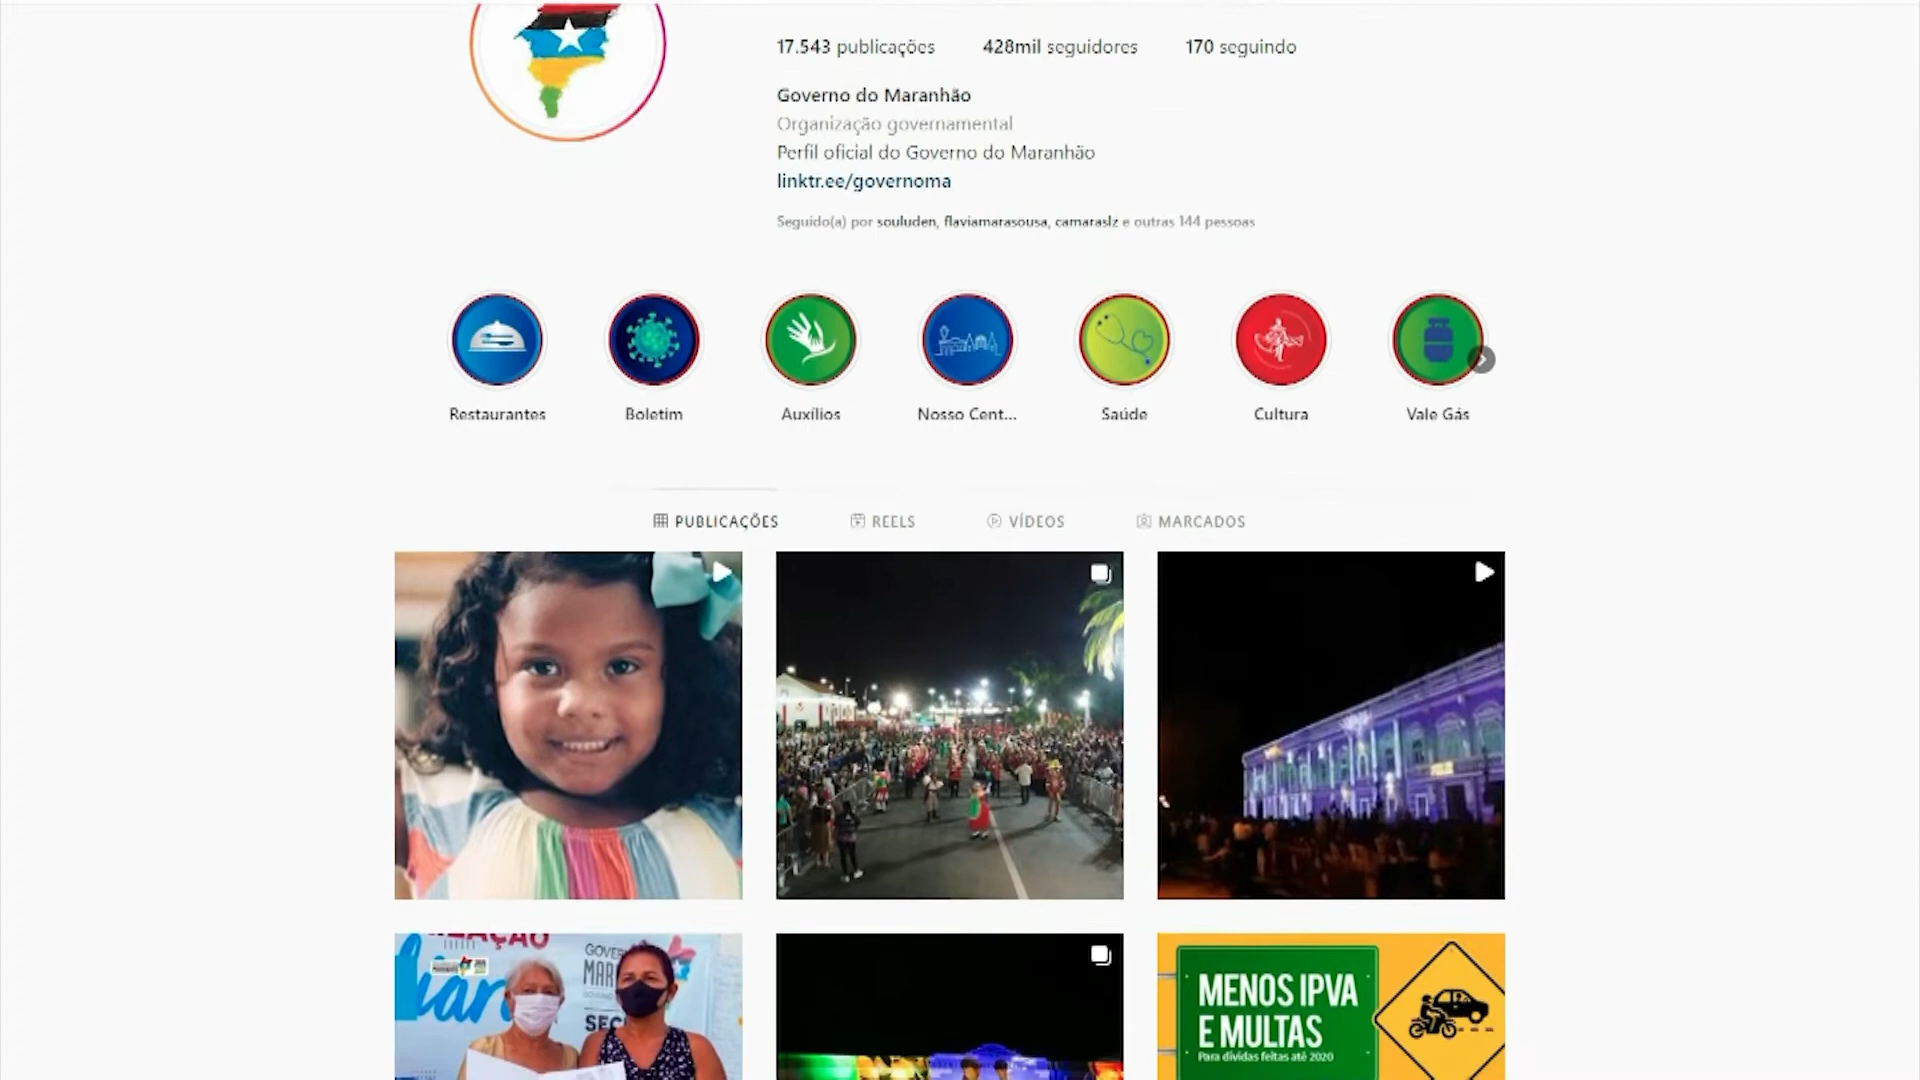 17.543 publicações 428mil seguidores 170 seguindo
Governo do Maranhão
Organização governamental
Perfil oficial do Governo do Maranhão
linktr.ee/governoma
Seguido(a) por souluden, flaviamarasousa, camaraslz e outras 144 pessoas
Restaurantes Boletim Auxílios Nosso Cent... Saúde Cultura Vale Gás
PUBLICAÇÕES REELS VÍDEOS MARCADOS
MENOS IPVA
E MULTAS
Para dívidas feitas até 2020